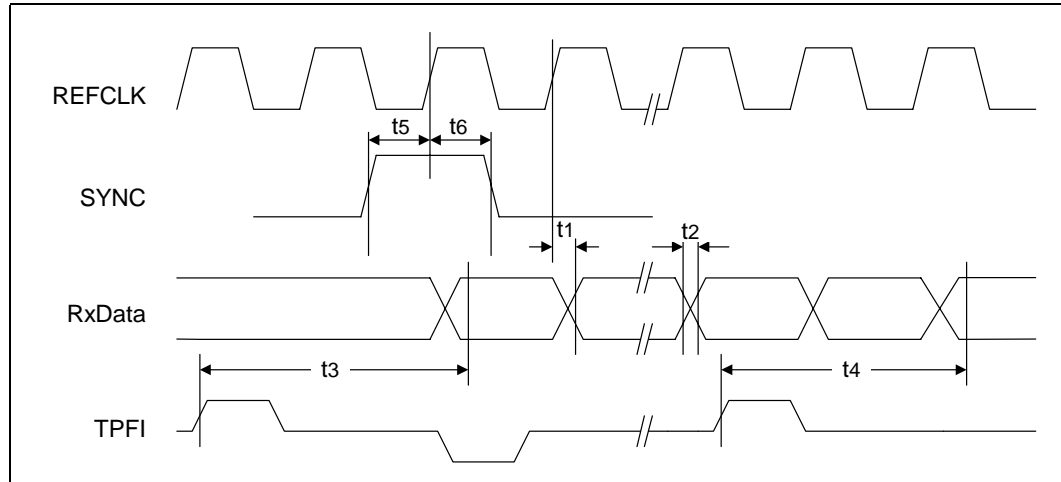 REFCLK
t5
t6
SYNC
t1
t2
RxData
t3
t4
TPFI